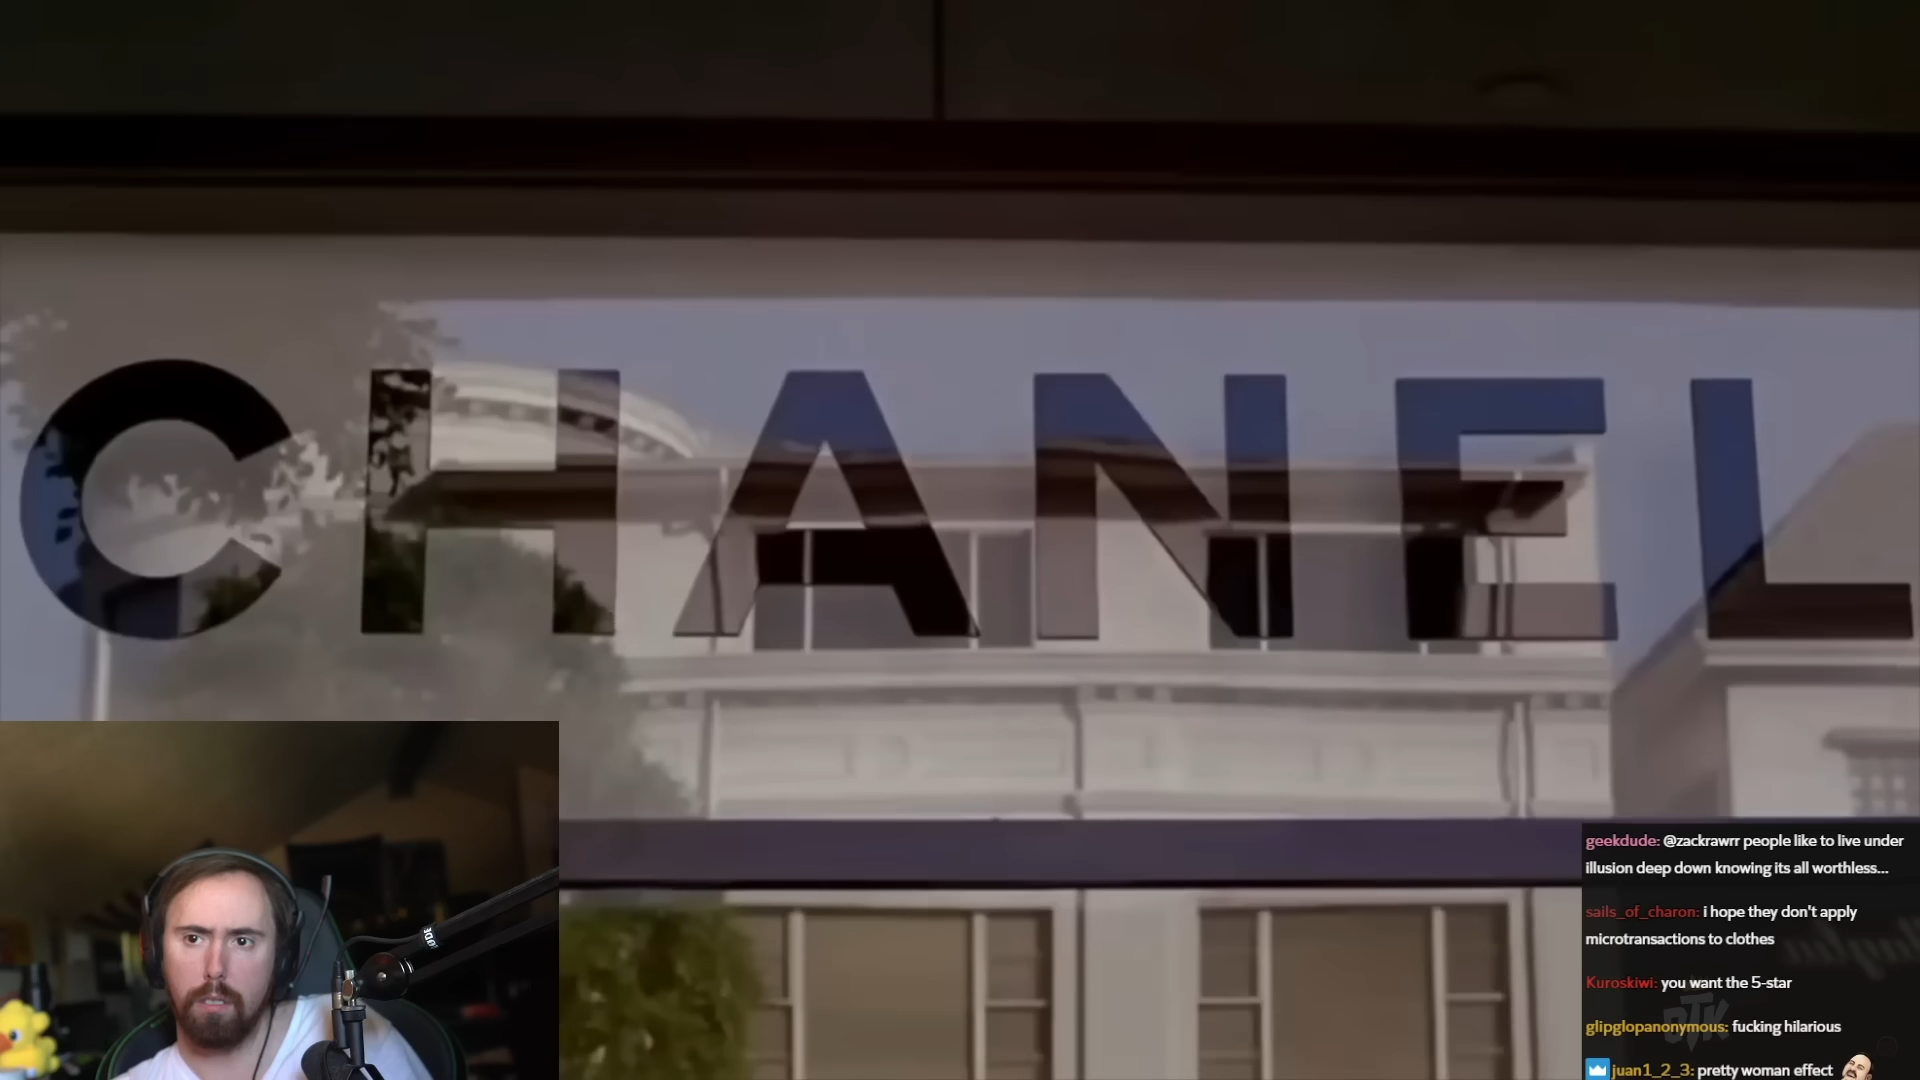 CHANEL
geekdude: @zackrawrr people like to live under
illusion deep down knowing its all worthless...
sails_of_charon: i hope they don't apply
microtransactions to clothes
Kuroskiwi: you want the 5-star
glipglopanonymous: fucking hilarious
juan1_2_3: pretty woman effect